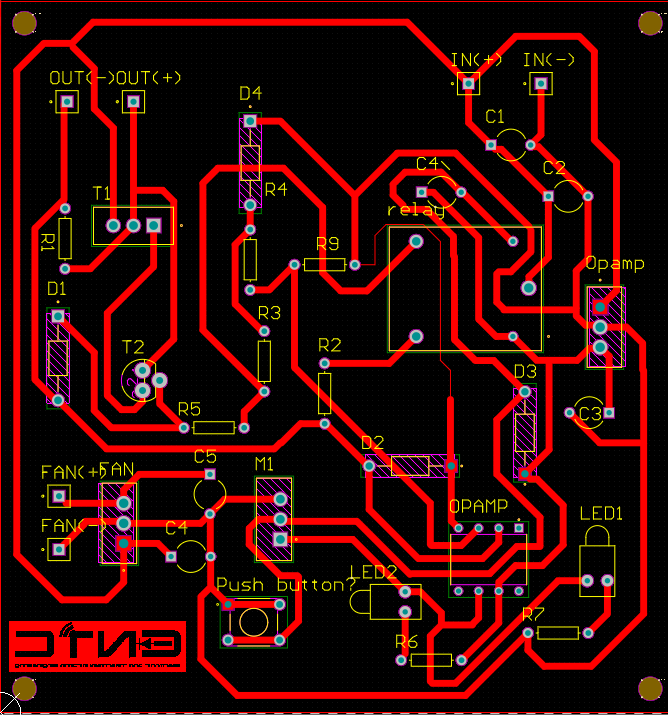 OUT(-) OUT(+)
D4
IN(+) IN(-)
C1
C2
C4
T1
R4
relay
R1
R9
Opamp
D1
R3
T2
R2
D3
R5
C3
D2
C5
M1
FAN(+) FAN
FAN(-)
C4
OPAMP
LED1
LED2
Push button?
R7
R6